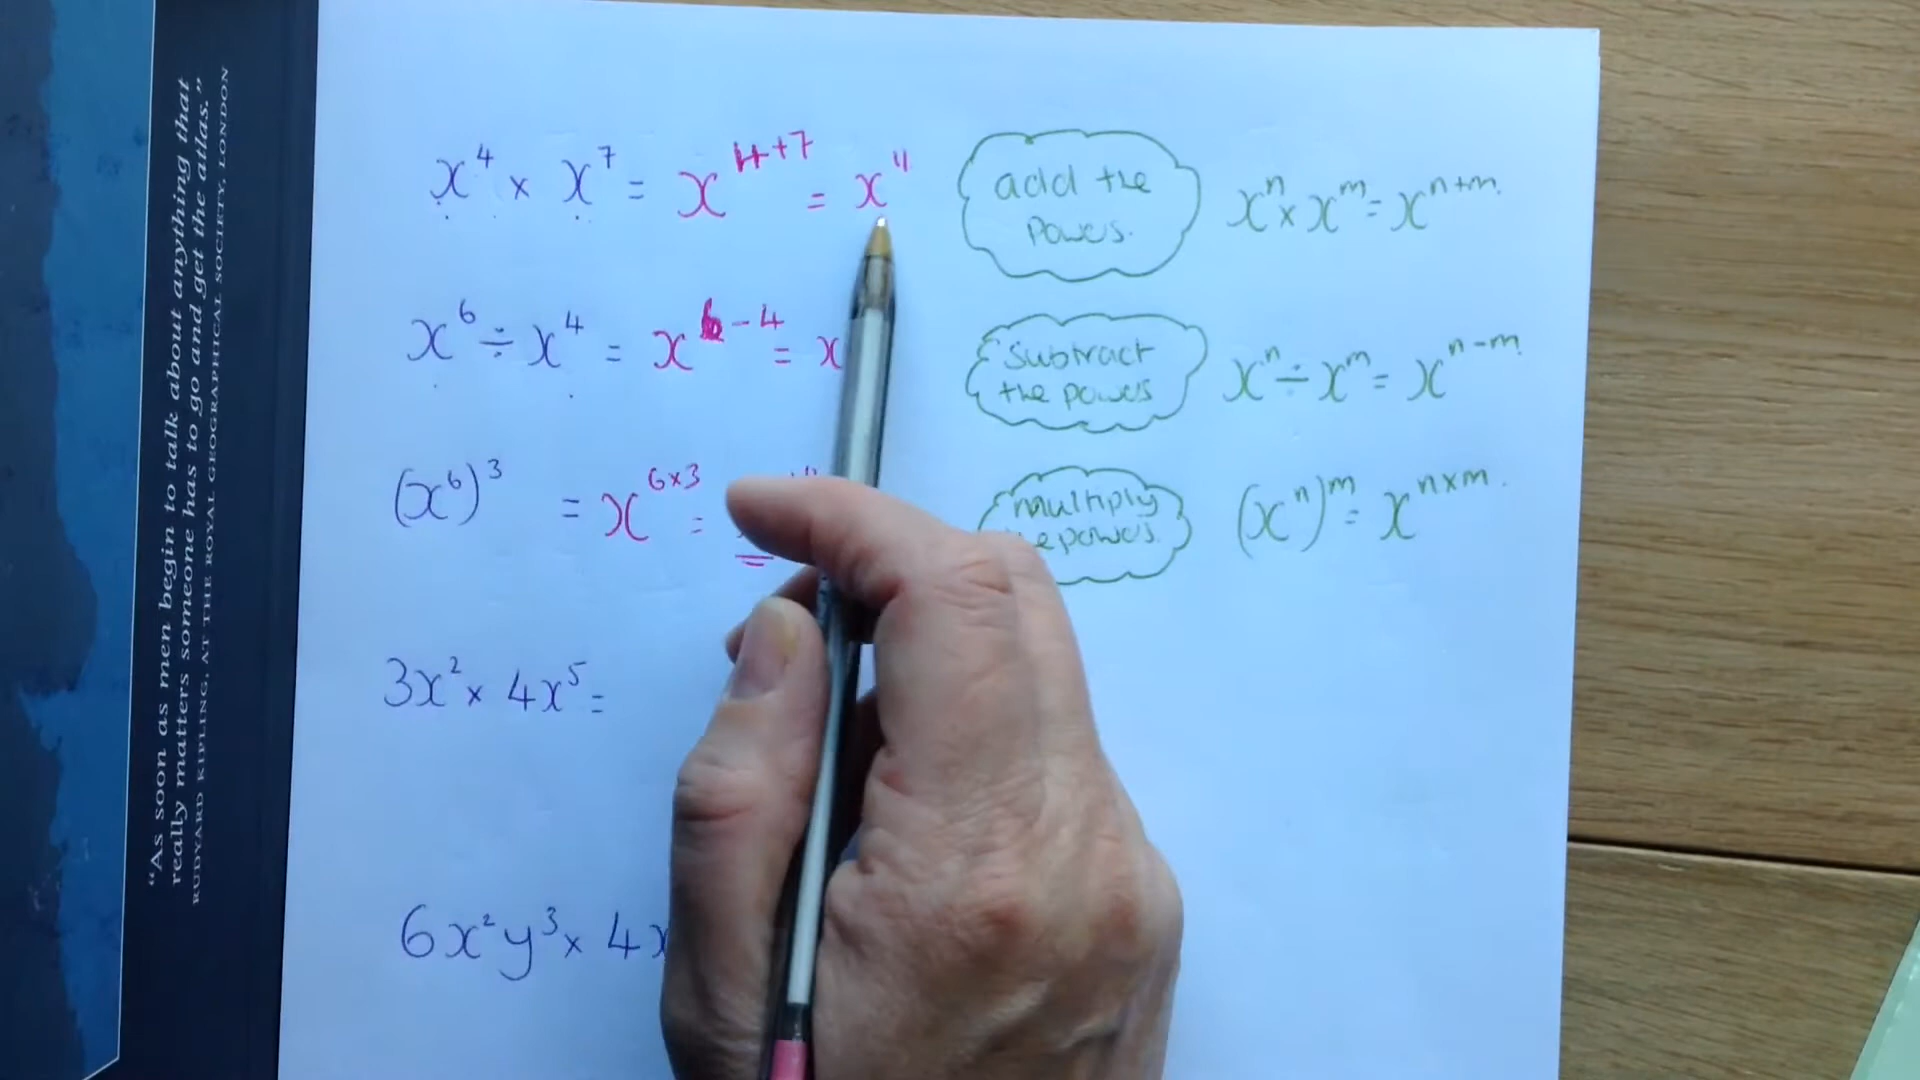 "As soon as men begin to talk about anything that
really matters someone has to go and get the atlas."
RUDYARD KIPLING, AT THE ROYAL GEOGRAPHICAL SOCIETY, LONDON
x⁴ × x⁷ = x⁴⁺⁷ = x¹¹
add the
powers.
xⁿ × xᵐ = xⁿ⁺ᵐ.
x⁶ ÷ x⁴ = x⁶⁻⁴ = x
Subtract
the powers
xⁿ ÷ xᵐ = xⁿ⁻ᵐ.
(x⁶)³ = x⁶ˣ³ =
multiply
powers.
(xⁿ)ᵐ = xⁿˣᵐ.
3x² × 4x⁵ =
6x²y³ × 4x